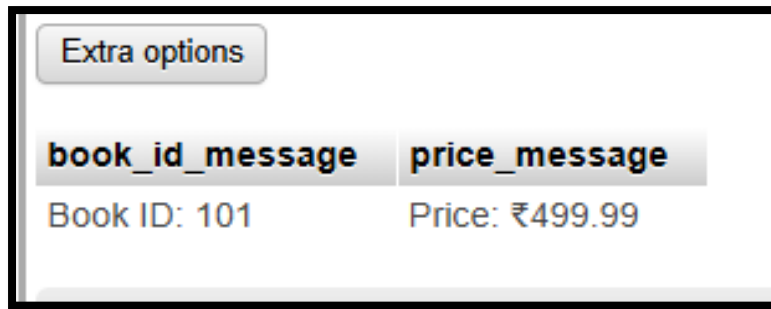 Extra options
book_id_message price_message
Book ID: 101 Price: ₹499.99